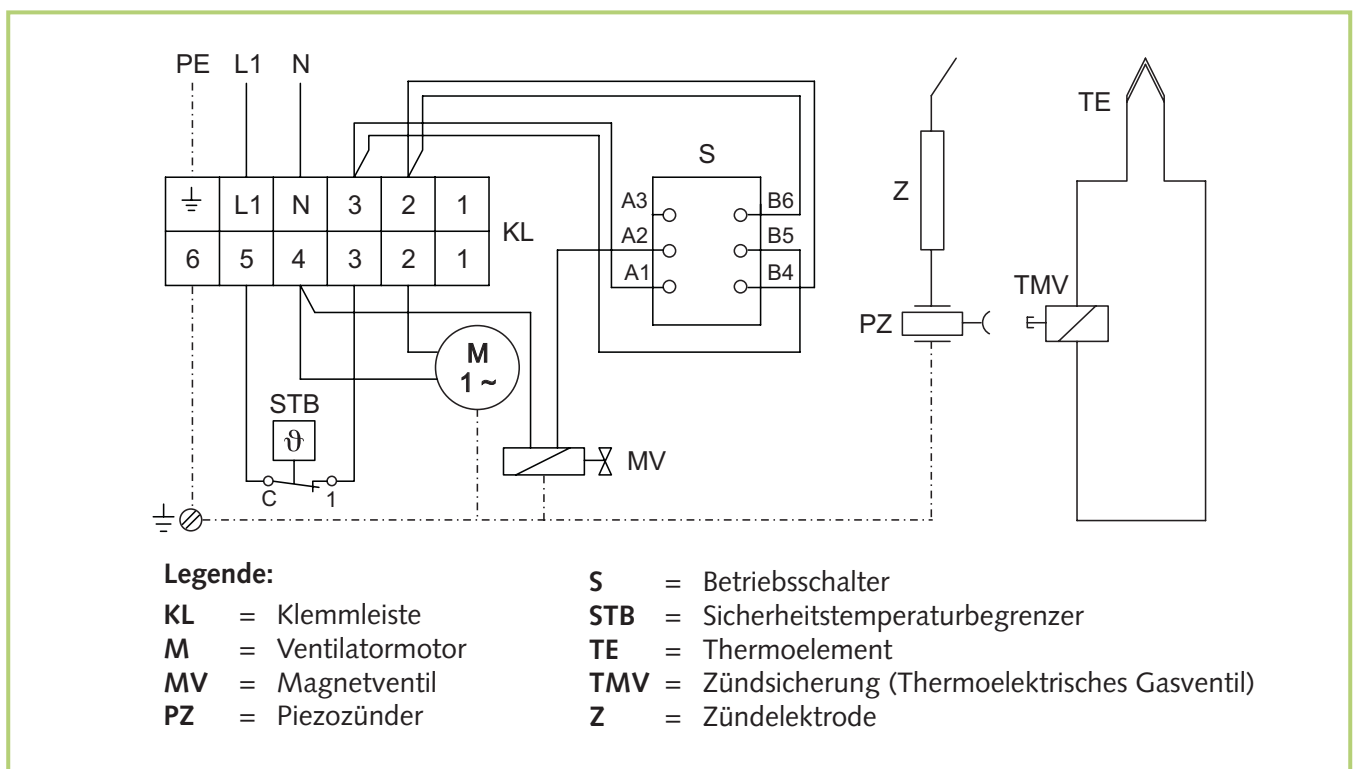 PE L1 N
TE
S
A3 B6
Z
L1 N 3 2 1
KL
A2 B5
6 5 4 3 2 1
A1 B4
TMV
PZ
M
1 ~
STB
ϑ
MV
C 1
Legende:
KL = Klemmleiste
M = Ventilatormotor
MV = Magnetventil
PZ = Piezozünder
S = Betriebsschalter
STB = Sicherheitstemperaturbegrenzer
TE = Thermoelement
TMV = Zündsicherung (Thermoelektrisches Gasventil)
Z = Zündelektrode